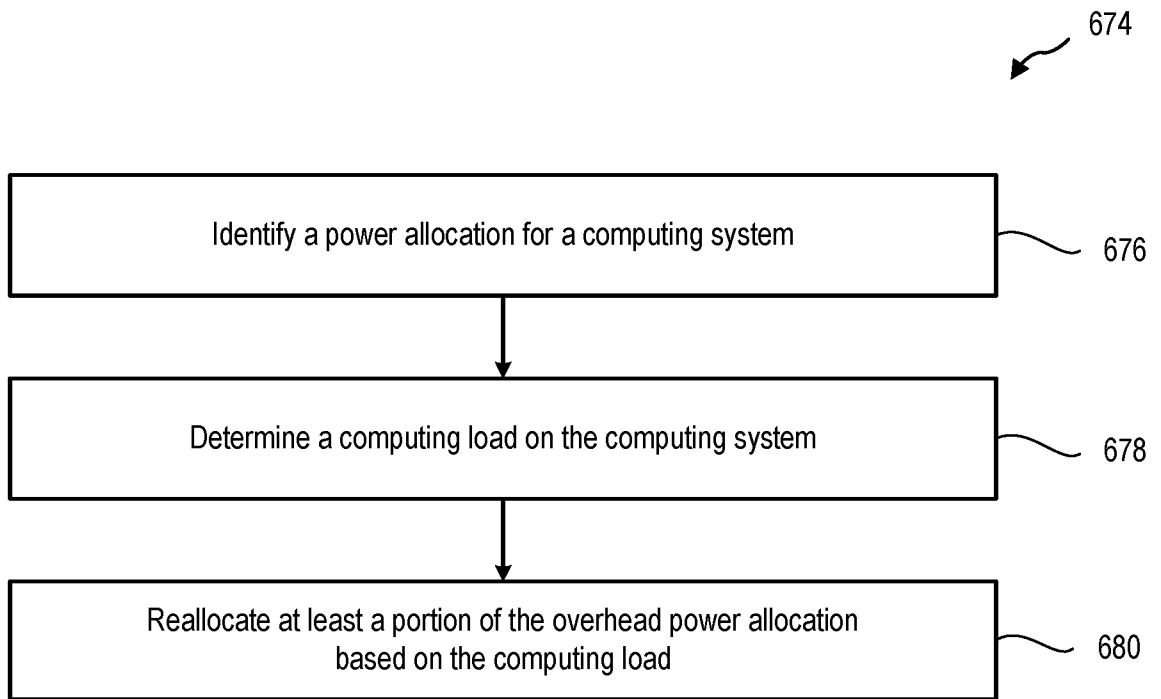 674
Identify a power allocation for a computing system
676
Determine a computing load on the computing system
678
Reallocate at least a portion of the overhead power allocation
based on the computing load
680